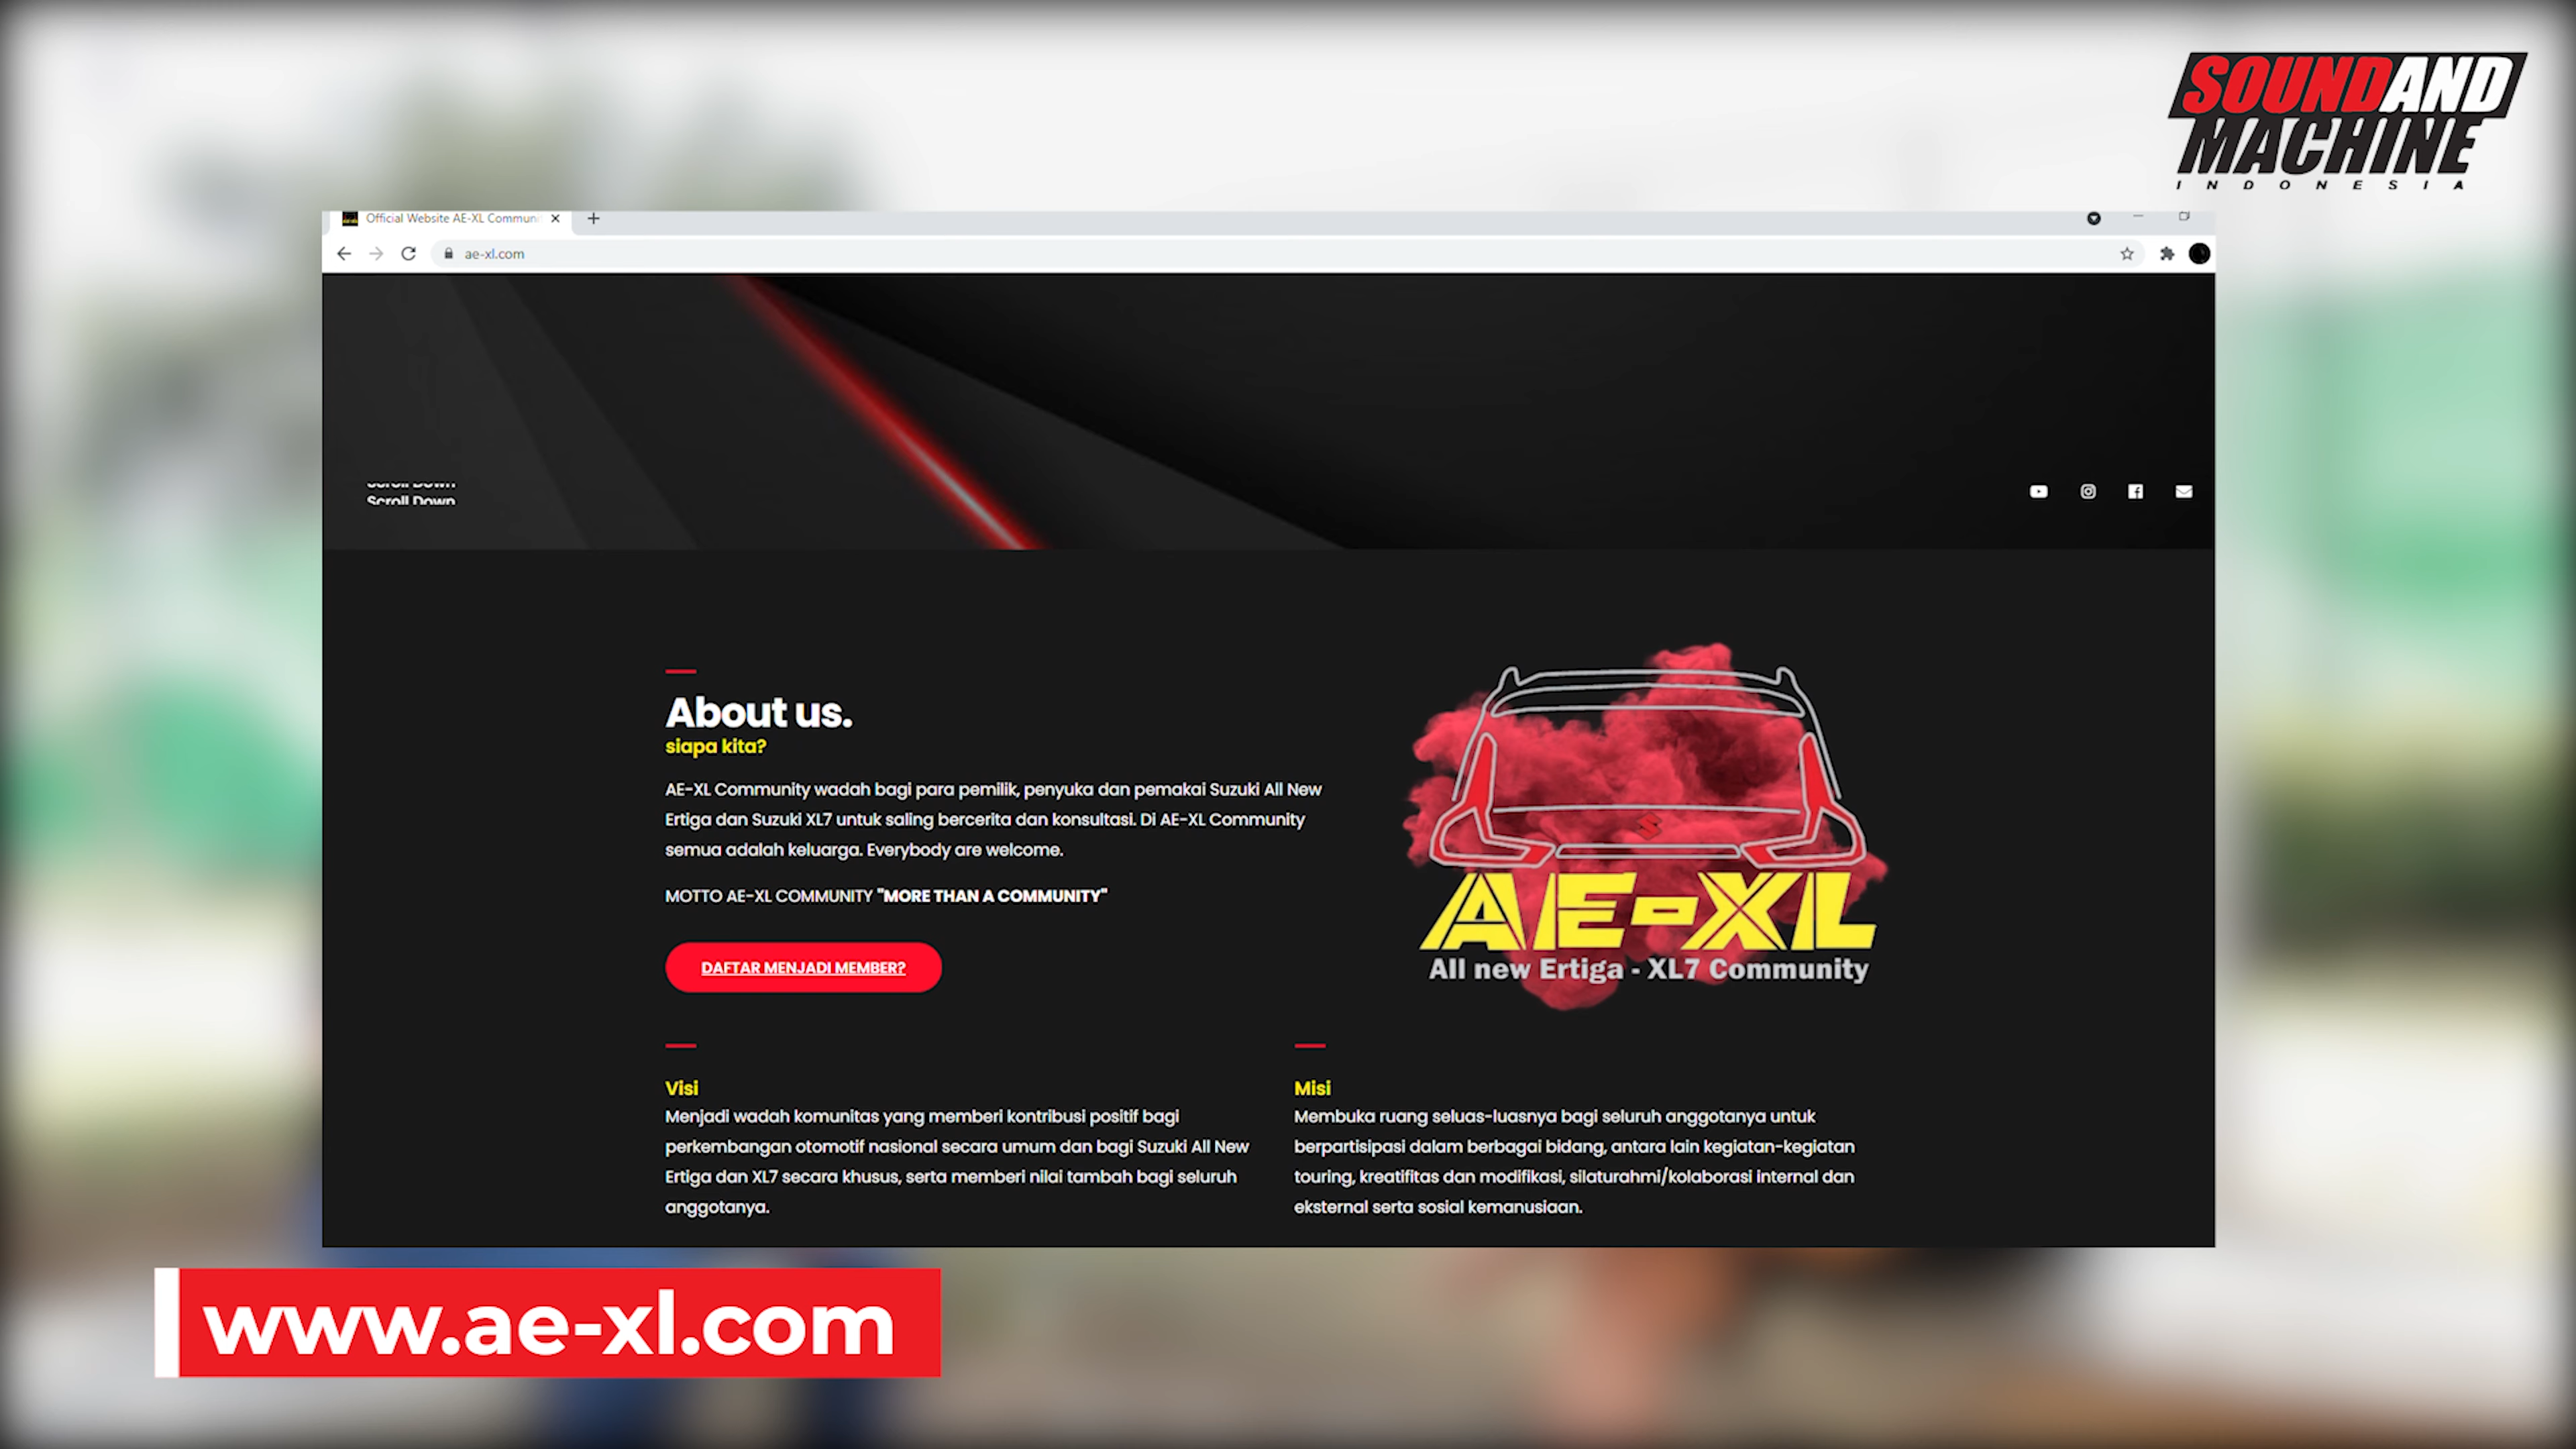 SOUNDAND
MACHINE
INDONESIA
Official Website AE-XL Commun
ae-xl.com
Scroll Down
Scroll Down
About us.
siapa kita?
AE-XL Community wadah bagi para pemilik, penyuka dan pemakai Suzuki All New
Ertiga dan Suzuki XL7 untuk saling bercerita dan konsultasi. Di AE-XL Community
semua adalah keluarga. Everybody are welcome.
MOTTO AE-XL COMMUNITY "MORE THAN A COMMUNITY"
DAFTAR MENJADI MEMBER?
AE-XL
All new Ertiga - XL7 Community
Visi
Menjadi wadah komunitas yang memberi kontribusi positif bagi
perkembangan otomotif nasional secara umum dan bagi Suzuki All New
Ertiga dan XL7 secara khusus, serta memberi nilai tambah bagi seluruh
anggotanya.
Misi
Membuka ruang seluas-luasnya bagi seluruh anggotanya untuk
berpartisipasi dalam berbagai bidang, antara lain kegiatan-kegiatan
touring, kreatifitas dan modifikasi, silaturahmi/kolaborasi internal dan
eksternal serta sosial kemanusiaan.
www.ae-xl.com